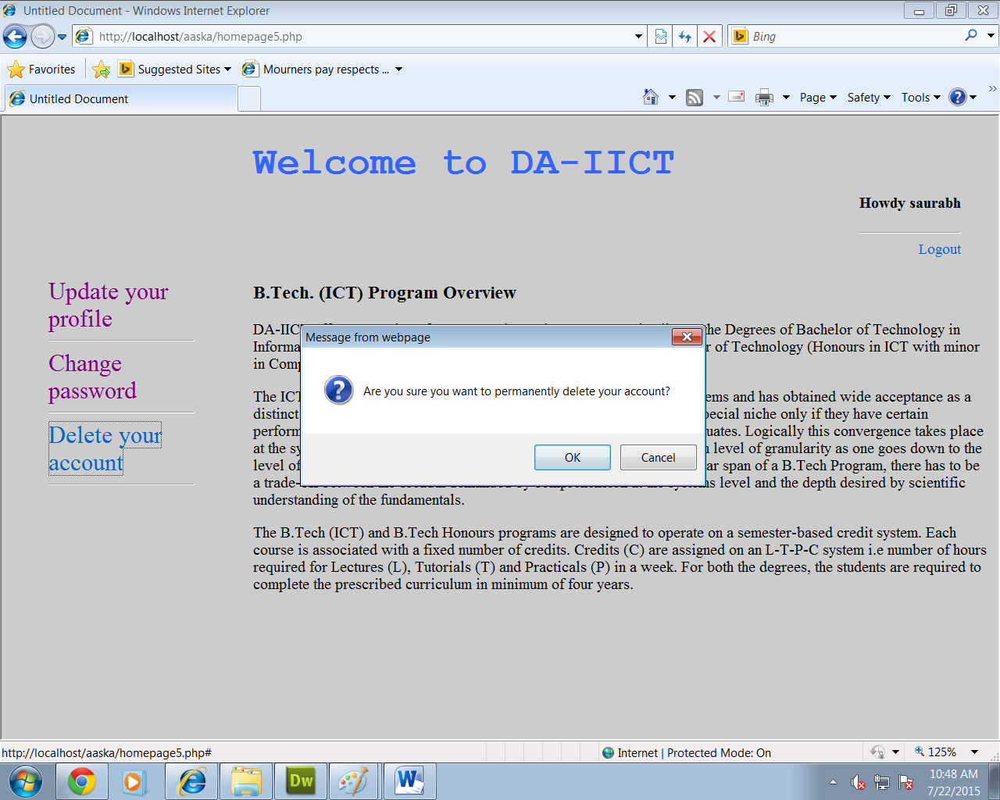 Untitled Document - Windows Internet Explorer
http://localhost/aaska/homepage5.php
Bing
Favorites
Suggested Sites
Mourners pay respects ...
Untitled Document
Page
Safety
Tools
Welcome to DA-IICT
Howdy saurabh
Logout
Update your
profile
Change
password
Delete your
account
B.Tech. (ICT) Program Overview
DA-IICT the Degrees of Bachelor of Technology in
Informa of Technology (Honours in ICT with minor
in Comp
The ICT ems and has obtained wide acceptance as a
distinct pecial niche only if they have certain
perform uates. Logically this convergence takes place
at the sy level of granularity as one goes down to the
level of ar span of a B.Tech Program, there has to be
a trade- level and the depth desired by scientific
understanding of the fundamentals.
The B.Tech (ICT) and B.Tech Honours programs are designed to operate on a semester-based credit system. Each
course is associated with a fixed number of credits. Credits (C) are assigned on an L-T-P-C system i.e number of hours
required for Lectures (L), Tutorials (T) and Practicals (P) in a week. For both the degrees, the students are required to
complete the prescribed curriculum in minimum of four years.
Message from webpage
Are you sure you want to permanently delete your account?
OK
Cancel
http://localhost/aaska/homepage5.php#
Internet | Protected Mode: On
125%
Dw
10:48 AM
7/22/2015